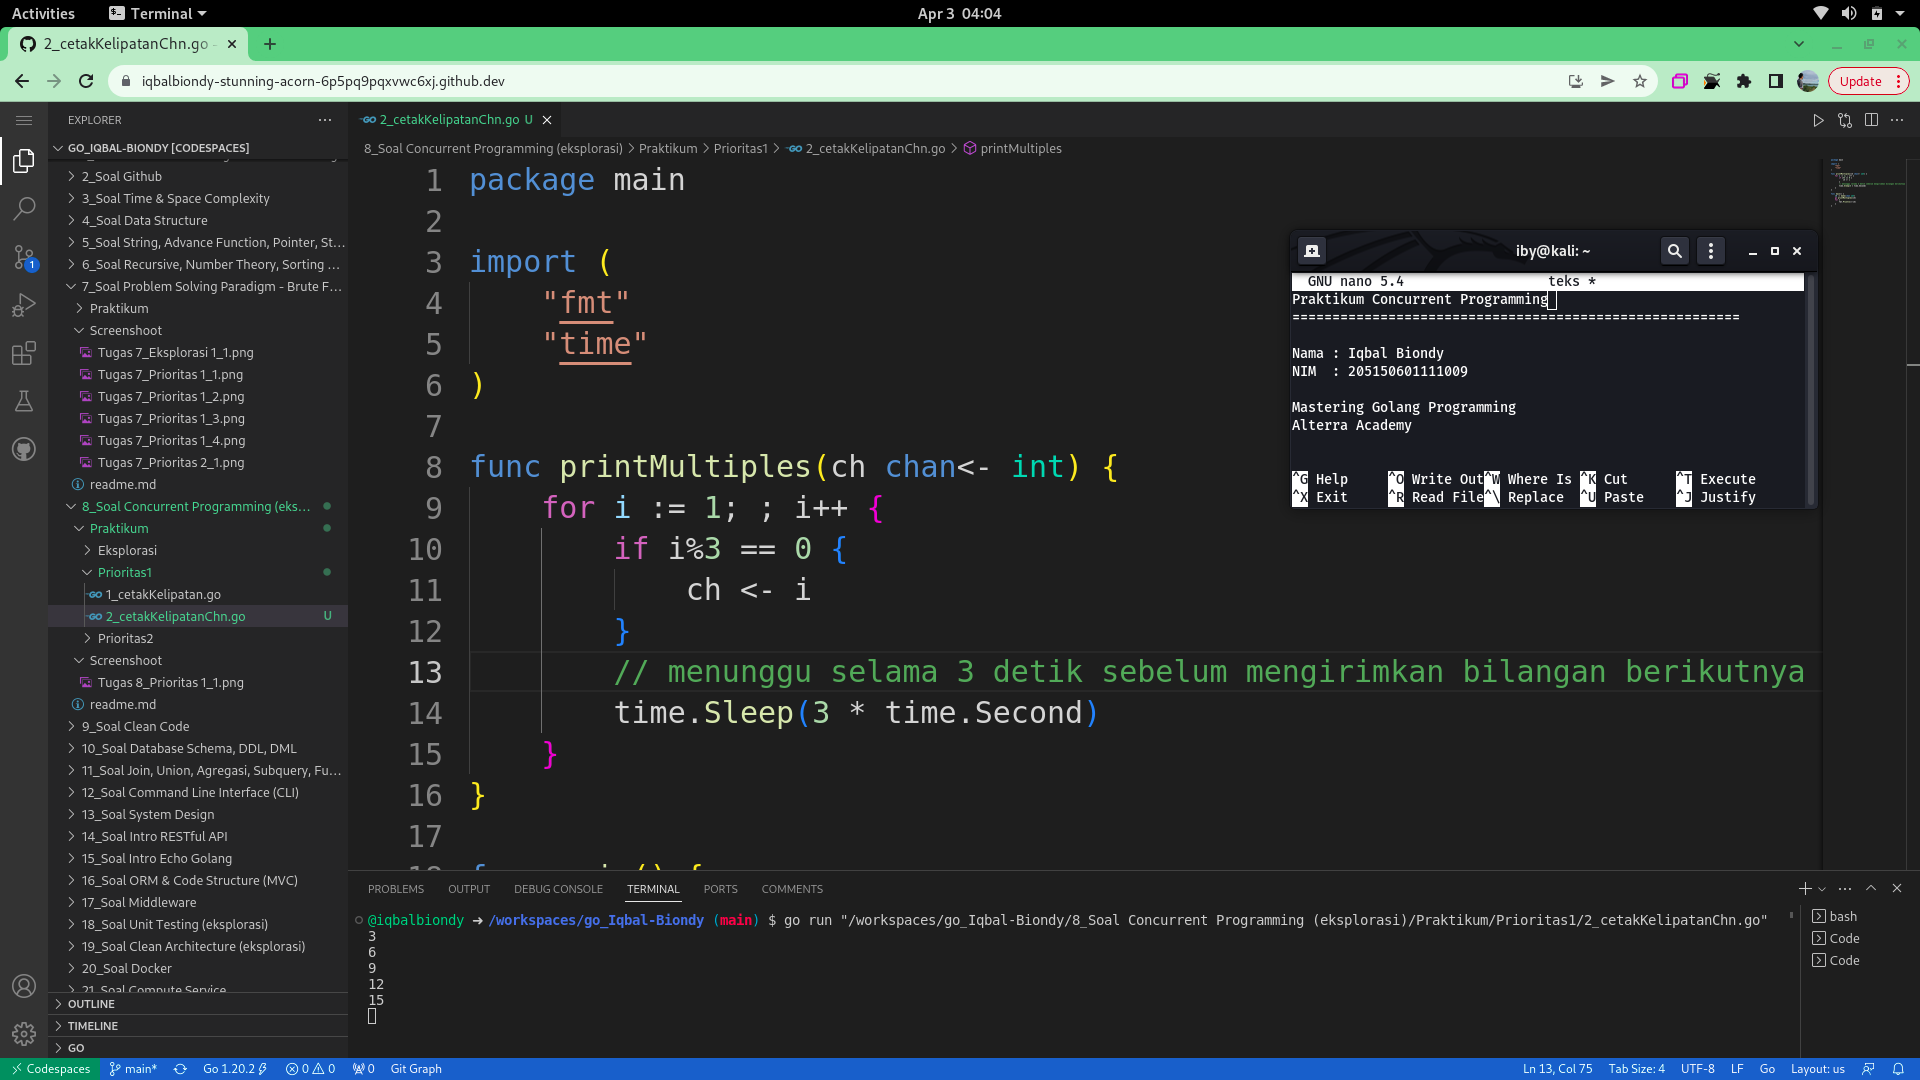 Activities
Terminal
Apr 3 04:04
2_cetakKelipatanChn.go -
iqbalbiondy-stunning-acorn-6p5pq9pqxvwc6xj.github.dev
Update
EXPLORER
GO_IQBAL-BIONDY [CODESPACES]
2_Soal Github
3_Soal Time & Space Complexity
4_Soal Data Structure
5_Soal String, Advance Function, Pointer, St...
6_Soal Recursive, Number Theory, Sorting ...
7_Soal Problem Solving Paradigm - Brute F...
Praktikum
Screenshoot
Tugas 7_Eksplorasi 1_1.png
Tugas 7_Prioritas 1_1.png
Tugas 7_Prioritas 1_2.png
Tugas 7_Prioritas 1_3.png
Tugas 7_Prioritas 1_4.png
Tugas 7_Prioritas 2_1.png
readme.md
8_Soal Concurrent Programming (eks...
Praktikum
Eksplorasi
Prioritas1
1_cetakKelipatan.go
2_cetakKelipatanChn.go U
Prioritas2
Screenshoot
Tugas 8_Prioritas 1_1.png
readme.md
9_Soal Clean Code
10_Soal Database Schema, DDL, DML
11_Soal Join, Union, Agregasi, Subquery, Fu...
12_Soal Command Line Interface (CLI)
13_Soal System Design
14_Soal Intro RESTful API
15_Soal Intro Echo Golang
16_Soal ORM & Code Structure (MVC)
17_Soal Middleware
18_Soal Unit Testing (eksplorasi)
19_Soal Clean Architecture (eksplorasi)
20_Soal Docker
21_Soal Compute Service
OUTLINE
TIMELINE
GO
2_cetakKelipatanChn.go U
8_Soal Concurrent Programming (eksplorasi) > Praktikum > Prioritas1 > 2_cetakKelipatanChn.go > printMultiples
1 package main
2
3 import (
4 "fmt"
5 "time"
6 )
7
8 func printMultiples(ch chan<- int) {
9 for i := 1; ; i++ {
10 if i%3 == 0 {
11 ch <- i
12 }
13 // menunggu selama 3 detik sebelum mengirimkan bilangan berikutnya
14 time.Sleep(3 * time.Second)
15 }
16 }
17
iby@kali: ~
GNU nano 5.4 teks *
Praktikum Concurrent Programming
========================================================
Nama : Iqbal Biondy
NIM : 205150601111009
Mastering Golang Programming
Alterra Academy
^G Help ^O Write Out ^W Where Is ^K Cut ^T Execute
^X Exit ^R Read File ^\ Replace ^U Paste ^J Justify
PROBLEMS OUTPUT DEBUG CONSOLE TERMINAL PORTS COMMENTS
@iqbalbiondy ➜ /workspaces/go_Iqbal-Biondy (main) $ go run "/workspaces/go_Iqbal-Biondy/8_Soal Concurrent Programming (eksplorasi)/Praktikum/Prioritas1/2_cetakKelipatanChn.go"
3
6
9
12
15
bash
Code
Code
Codespaces main* Go 1.20.2 0 0 0 Git Graph
Ln 13, Col 75 Tab Size: 4 UTF-8 LF Go Layout: us